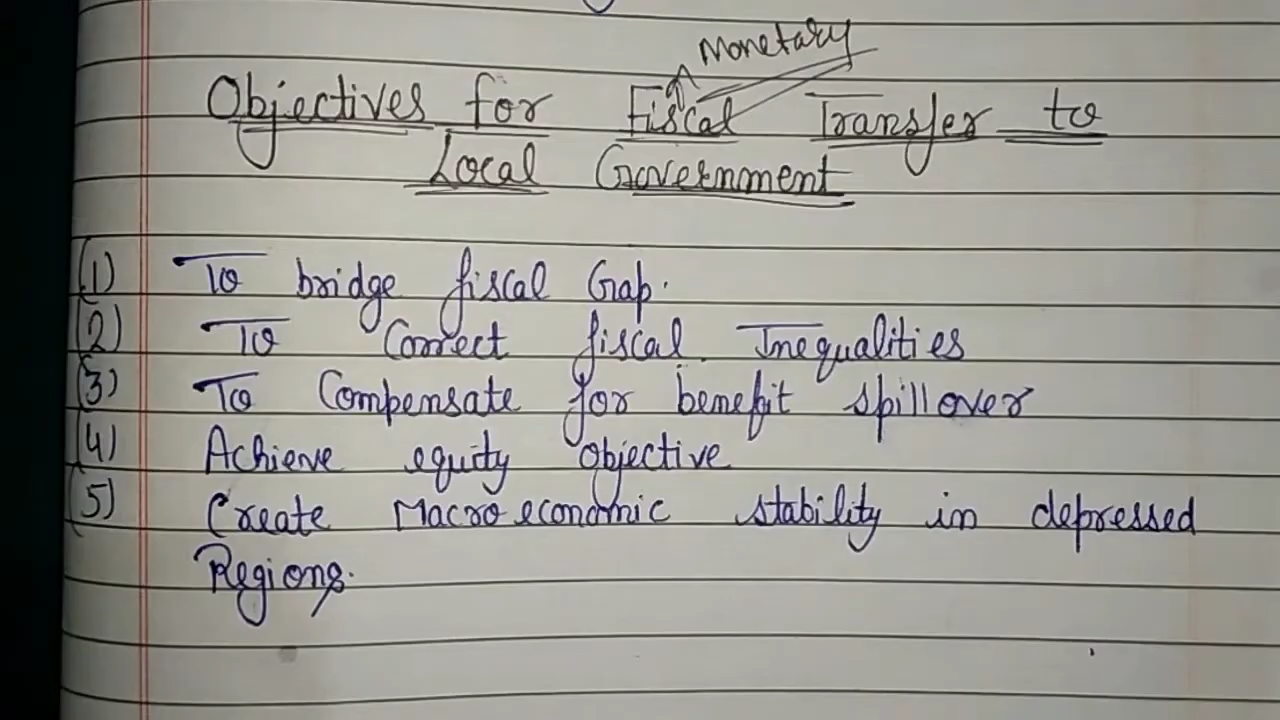 Monetary
Objectives for Fiscal Transfer to
Local Government
(1) To bridge fiscal Gap.
(2) To Correct fiscal. Inequalities
(3) To Compensate for benefit spillover
(4) Achieve equity objective
(5) Create Macroeconomic stability in depressed
Regions.